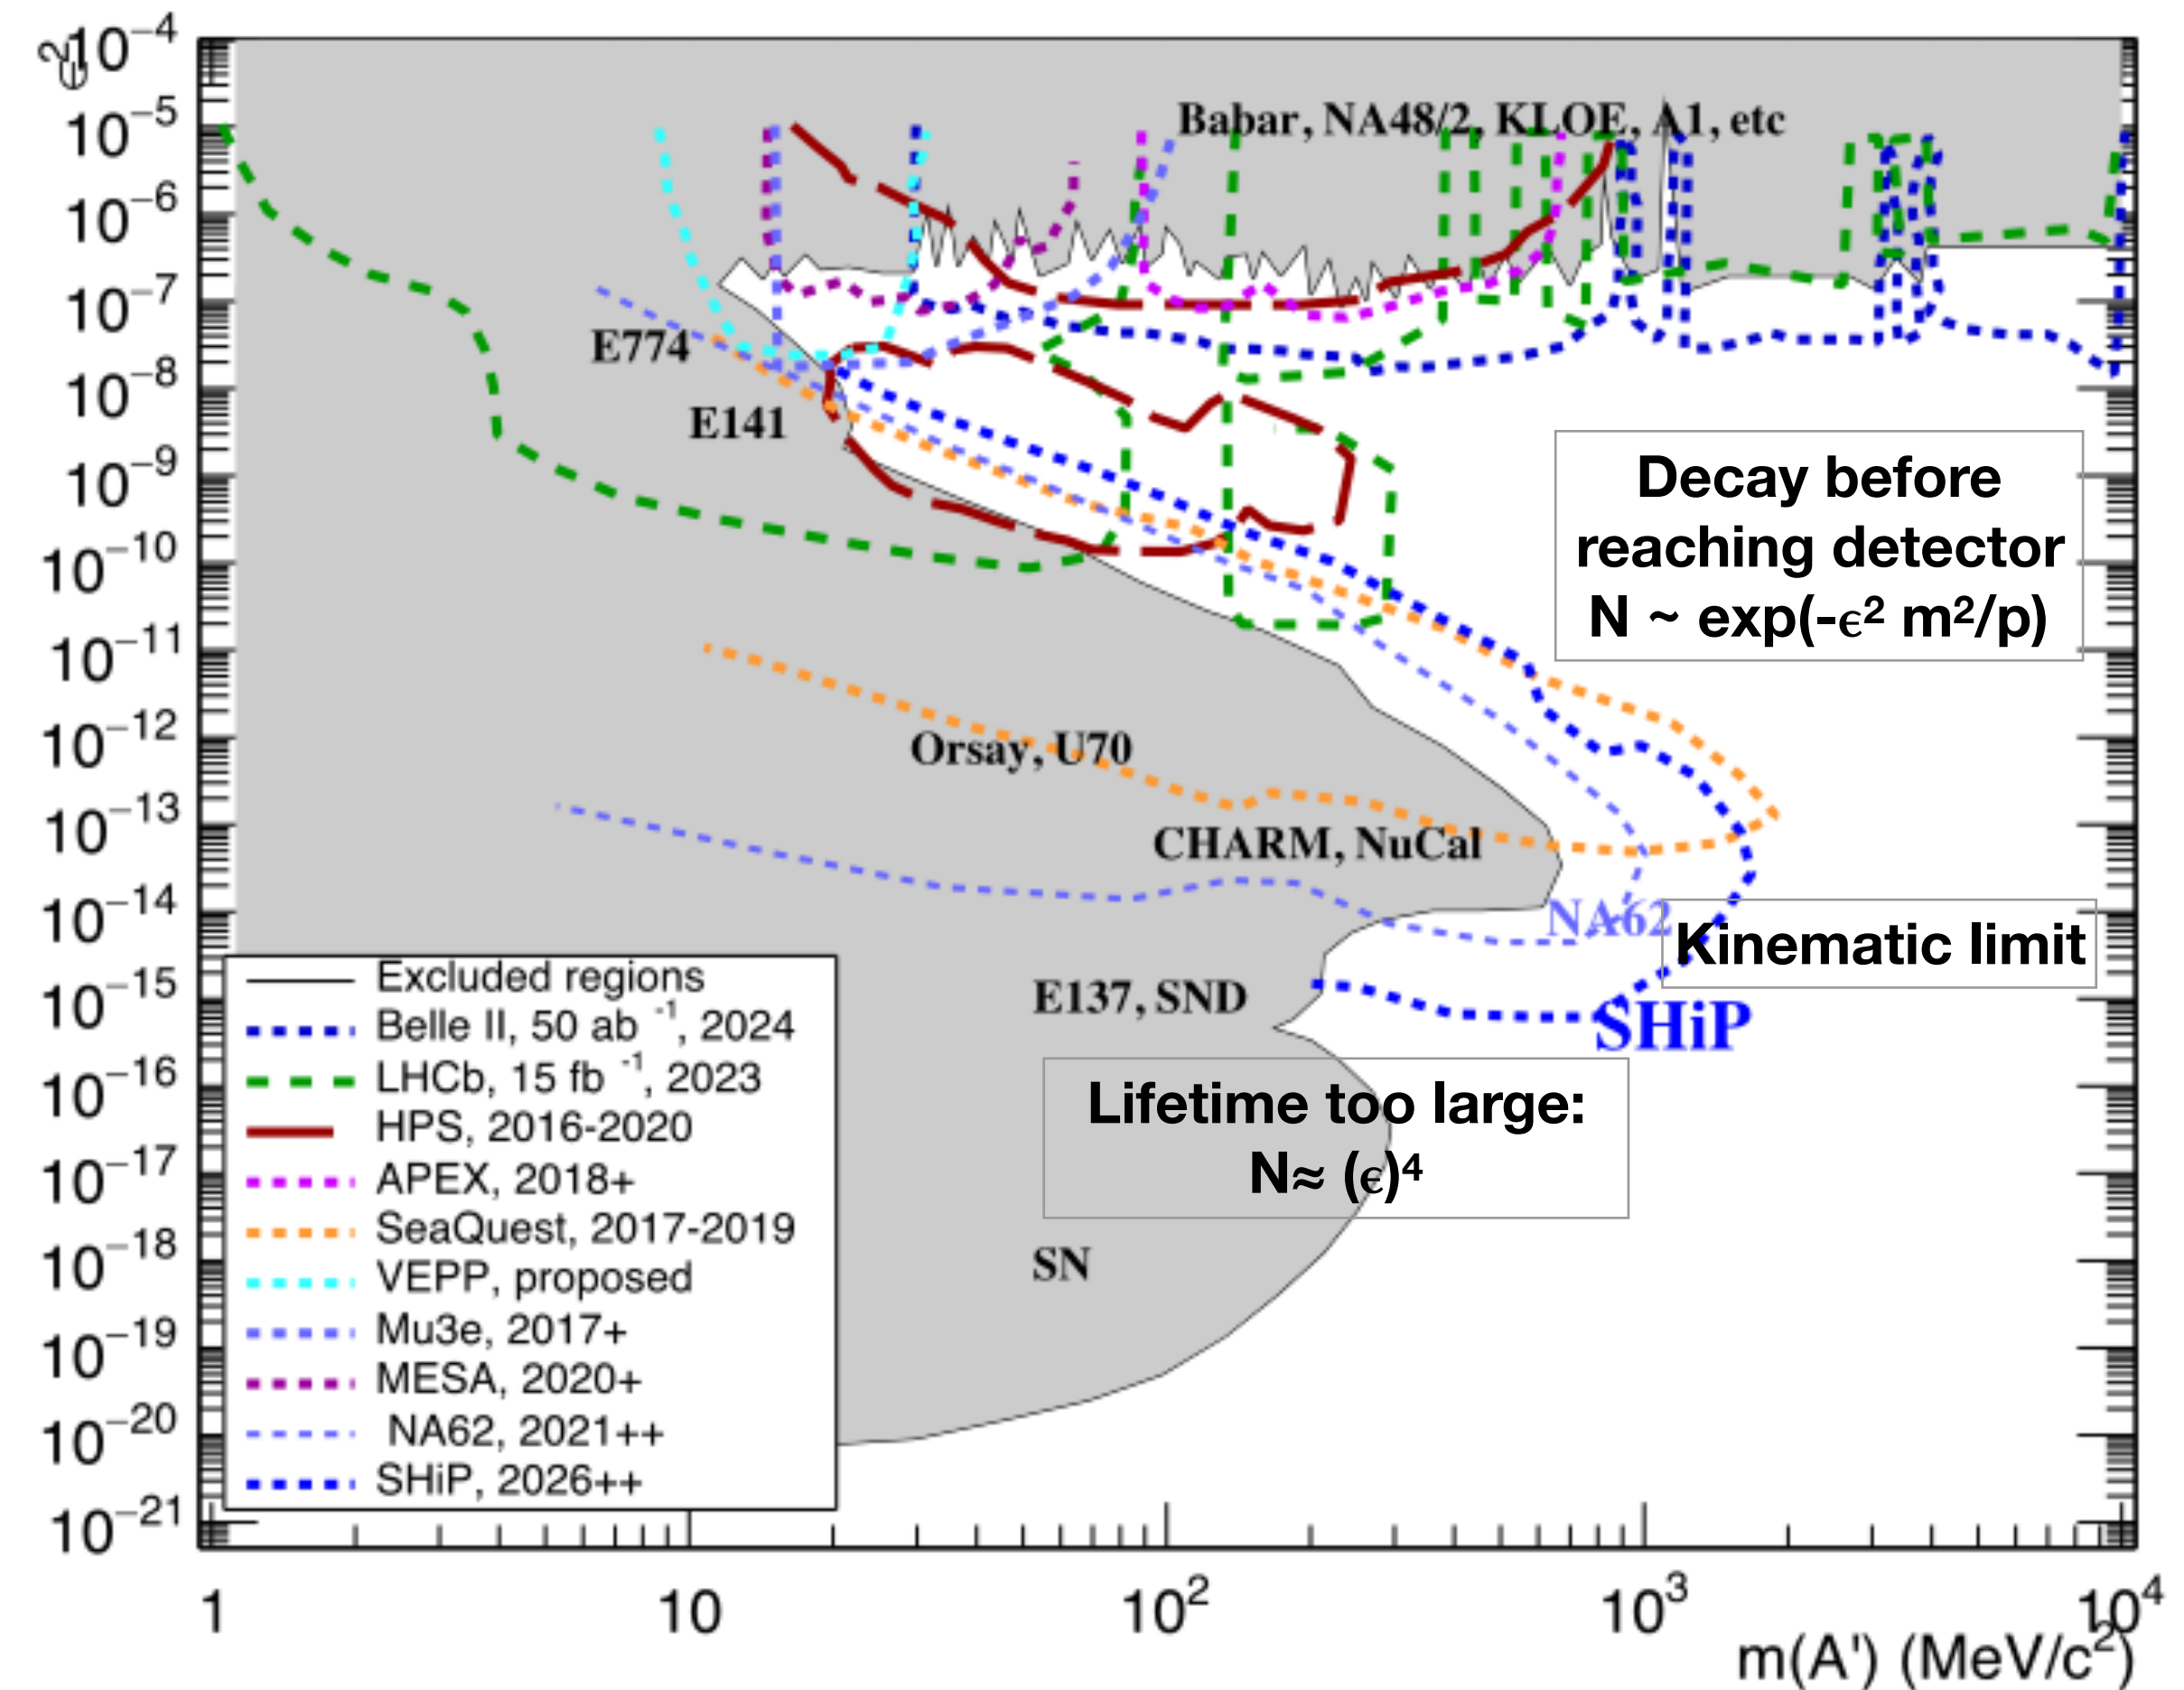 ϵ²
10⁻⁴
10⁻⁵
10⁻⁶
10⁻⁷
10⁻⁸
10⁻⁹
10⁻¹⁰
10⁻¹¹
10⁻¹²
10⁻¹³
10⁻¹⁴
10⁻¹⁵
10⁻¹⁶
10⁻¹⁷
10⁻¹⁸
10⁻¹⁹
10⁻²⁰
10⁻²¹
Babar, NA48/2, KLOE, A1, etc
E774
E141
Decay before
reaching detector
N ~ exp(-ϵ² m²/p)
Orsay, U70
CHARM, NuCal
NA62
Kinematic limit
E137, SND
SHiP
Lifetime too large:
N≈ (ϵ)⁴
SN
Excluded regions
Belle II, 50 ab ⁻¹, 2024
LHCb, 15 fb ⁻¹, 2023
HPS, 2016-2020
APEX, 2018+
SeaQuest, 2017-2019
VEPP, proposed
Mu3e, 2017+
MESA, 2020+
NA62, 2021++
SHiP, 2026++
1 10 10² 10³ 10⁴
m(A') (MeV/c²)